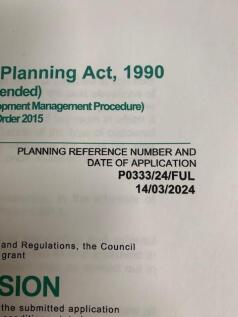 Planning Act, 1990
ended)
opment Management Procedure)
Order 2015
PLANNING REFERENCE NUMBER AND
DATE OF APPLICATION
P0333/24/FUL
14/03/2024
and Regulations, the Council
grant
SION
the submitted application